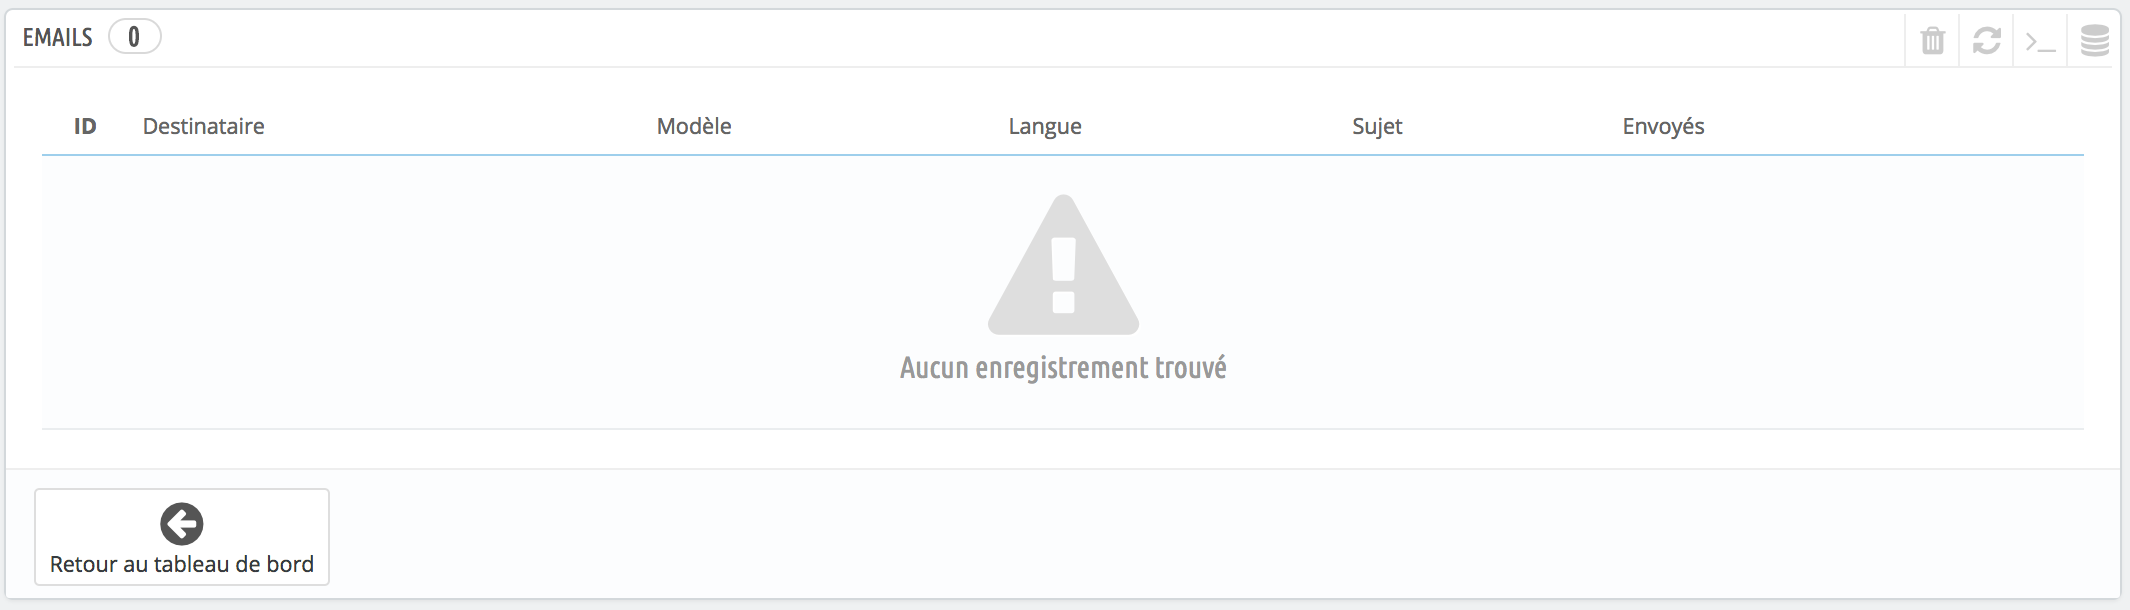 EMAILS 0
ID Destinataire Modèle Langue Sujet Envoyés
Aucun enregistrement trouvé
Retour au tableau de bord